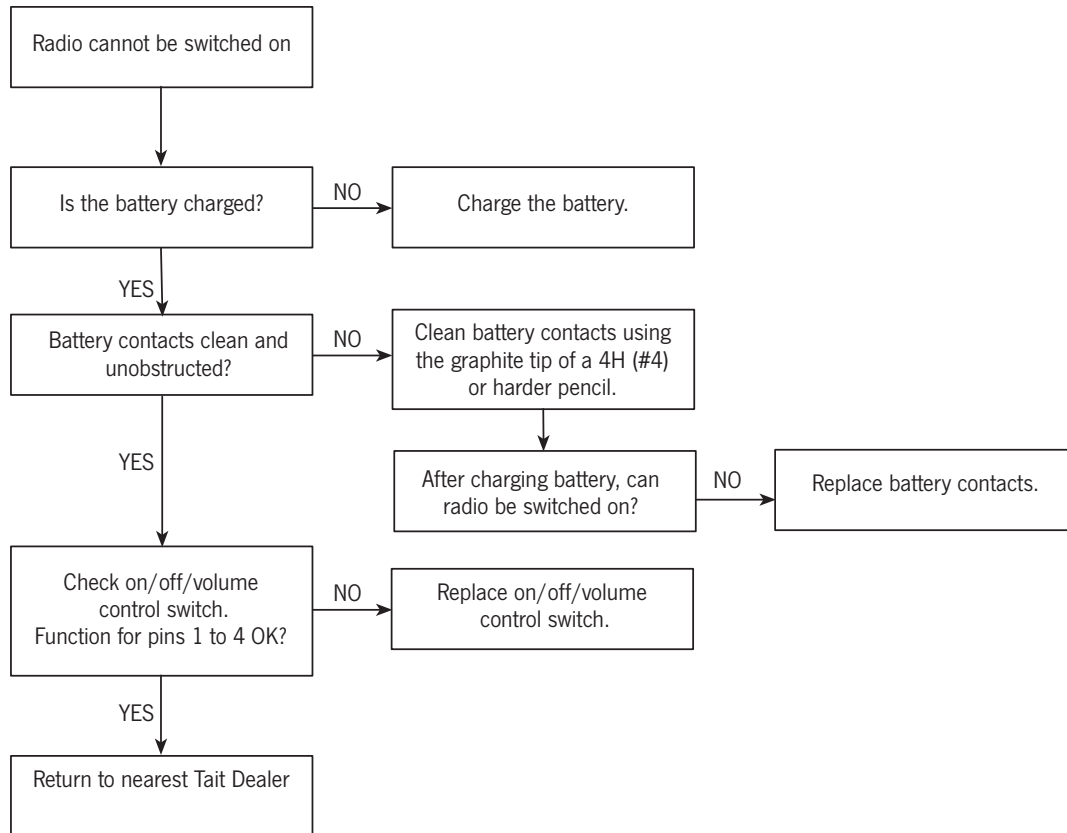 Radio cannot be switched on
Is the battery charged?
NO
Charge the battery.
YES
Battery contacts clean and
unobstructed?
NO
Clean battery contacts using
the graphite tip of a 4H (#4)
or harder pencil.
YES
After charging battery, can
radio be switched on?
NO
Replace battery contacts.
Check on/off/volume
control switch.
Function for pins 1 to 4 OK?
NO
Replace on/off/volume
control switch.
YES
Return to nearest Tait Dealer